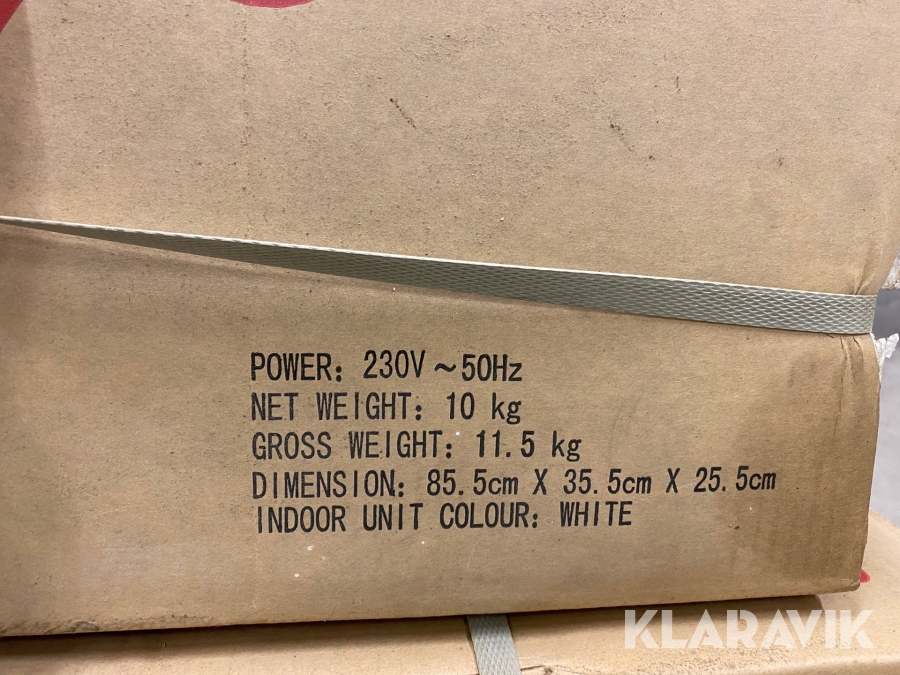 POWER: 230V ~50Hz
NET WEIGHT: 10 kg
GROSS WEIGHT: 11.5 kg
DIMENSION: 85.5cm X 35.5cm X 25.5cm
INDOOR UNIT COLOUR: WHITE
KLARAVIK